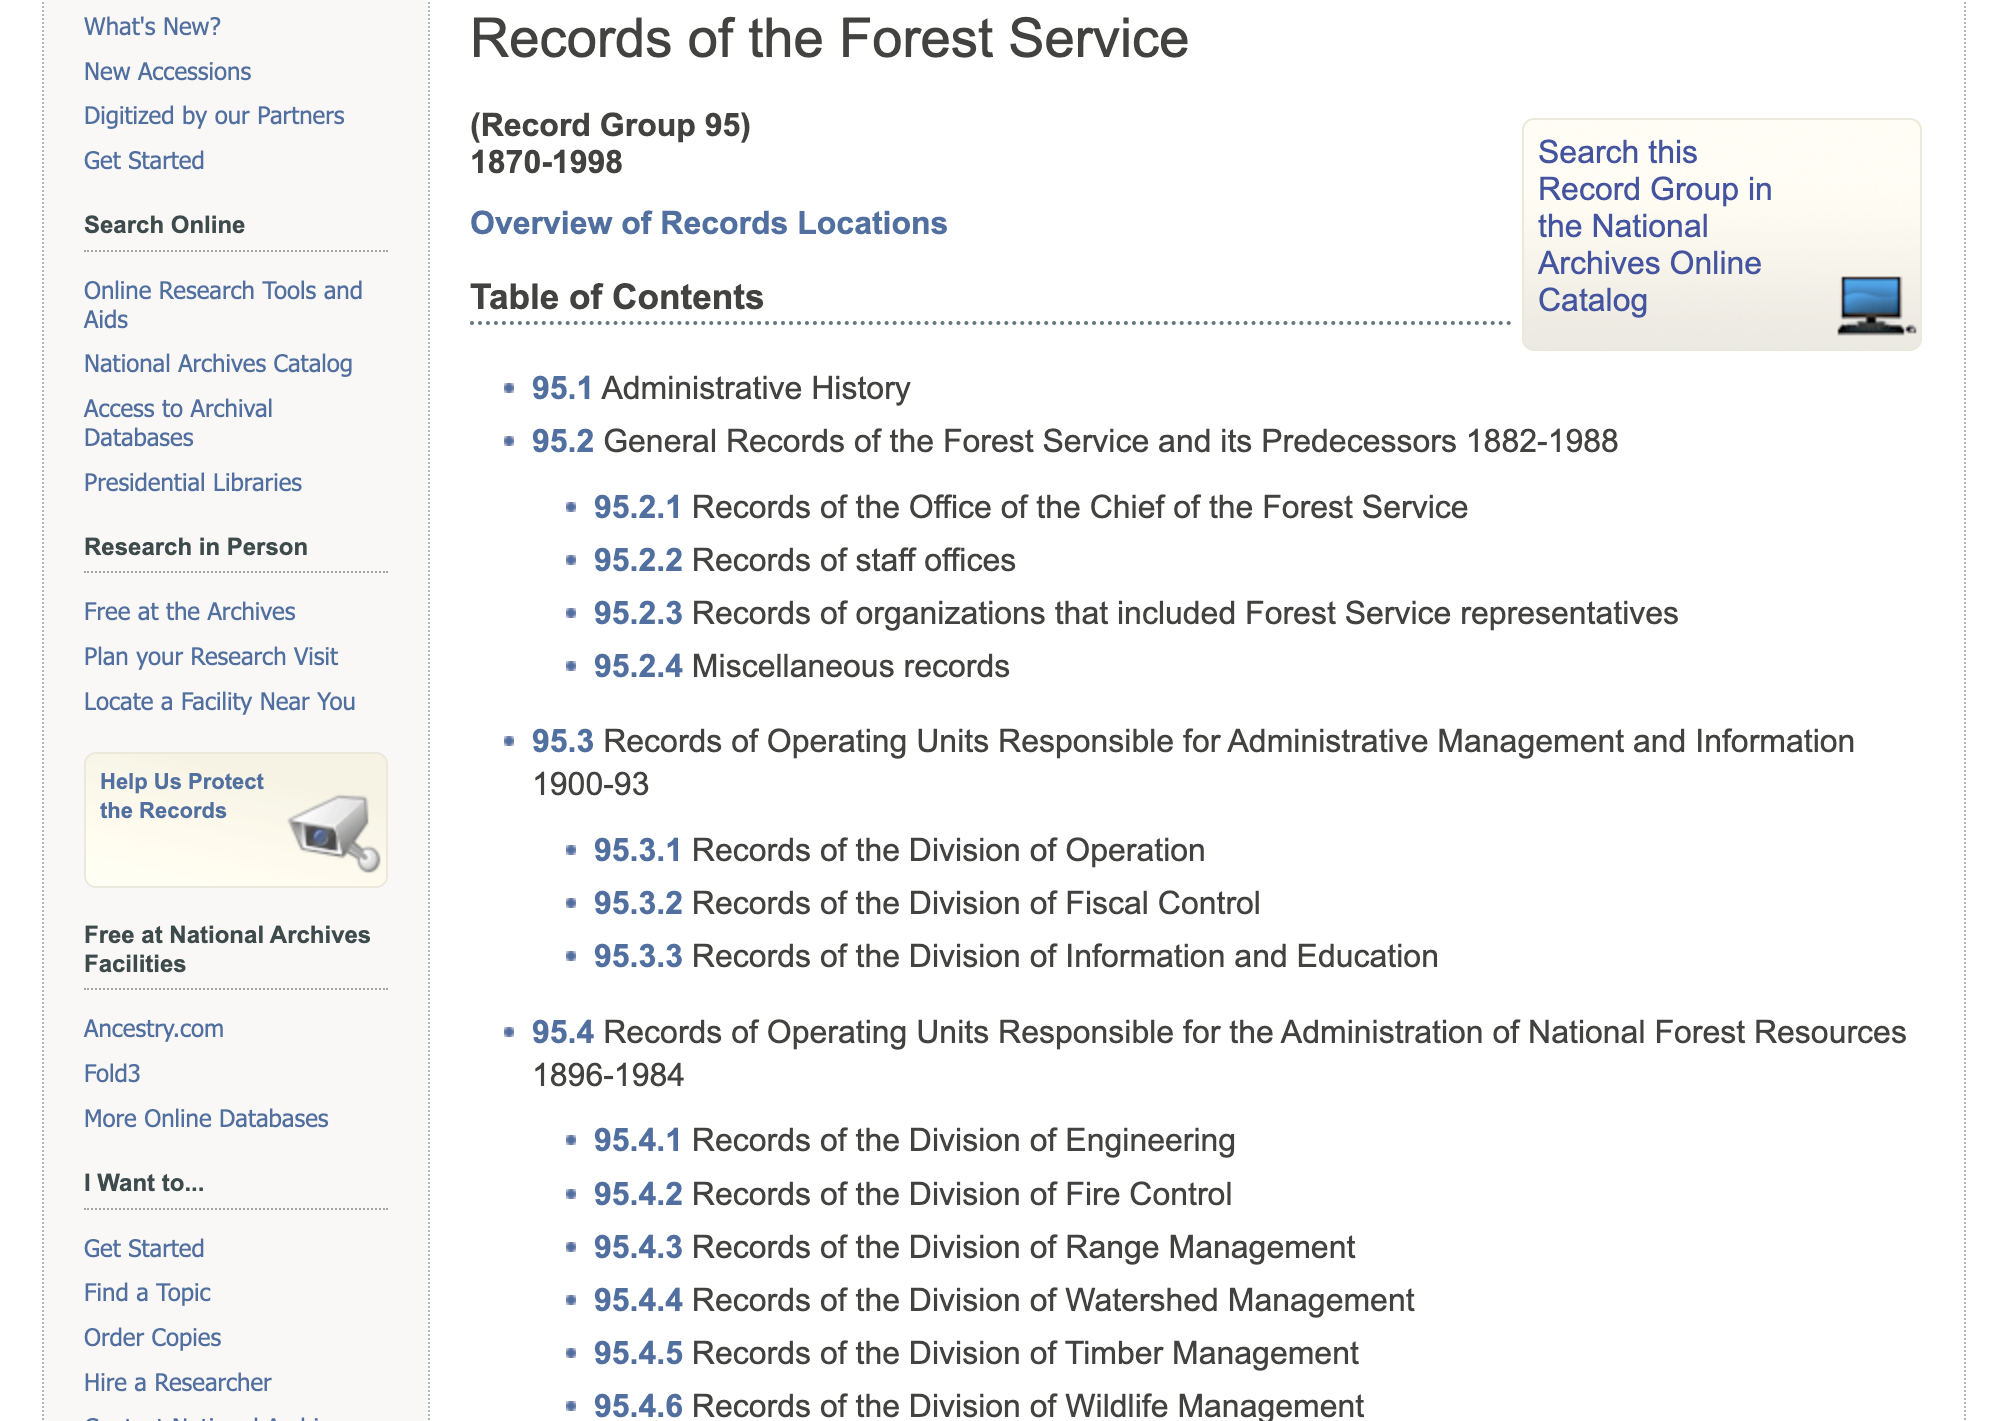 What's New?
New Accessions
Digitized by our Partners
Get Started
Search Online
Online Research Tools and
Aids
National Archives Catalog
Access to Archival
Databases
Presidential Libraries
Research in Person
Free at the Archives
Plan your Research Visit
Locate a Facility Near You
Help Us Protect
the Records
Free at National Archives
Facilities
Ancestry.com
Fold3
More Online Databases
I Want to...
Get Started
Find a Topic
Order Copies
Hire a Researcher
Records of the Forest Service
(Record Group 95)
1870-1998
Overview of Records Locations
Search this
Record Group in
the National
Archives Online
Catalog
Table of Contents
95.1 Administrative History
95.2 General Records of the Forest Service and its Predecessors 1882-1988
95.2.1 Records of the Office of the Chief of the Forest Service
95.2.2 Records of staff offices
95.2.3 Records of organizations that included Forest Service representatives
95.2.4 Miscellaneous records
95.3 Records of Operating Units Responsible for Administrative Management and Information
1900-93
95.3.1 Records of the Division of Operation
95.3.2 Records of the Division of Fiscal Control
95.3.3 Records of the Division of Information and Education
95.4 Records of Operating Units Responsible for the Administration of National Forest Resources
1896-1984
95.4.1 Records of the Division of Engineering
95.4.2 Records of the Division of Fire Control
95.4.3 Records of the Division of Range Management
95.4.4 Records of the Division of Watershed Management
95.4.5 Records of the Division of Timber Management
95.4.6 Records of the Division of Wildlife Management